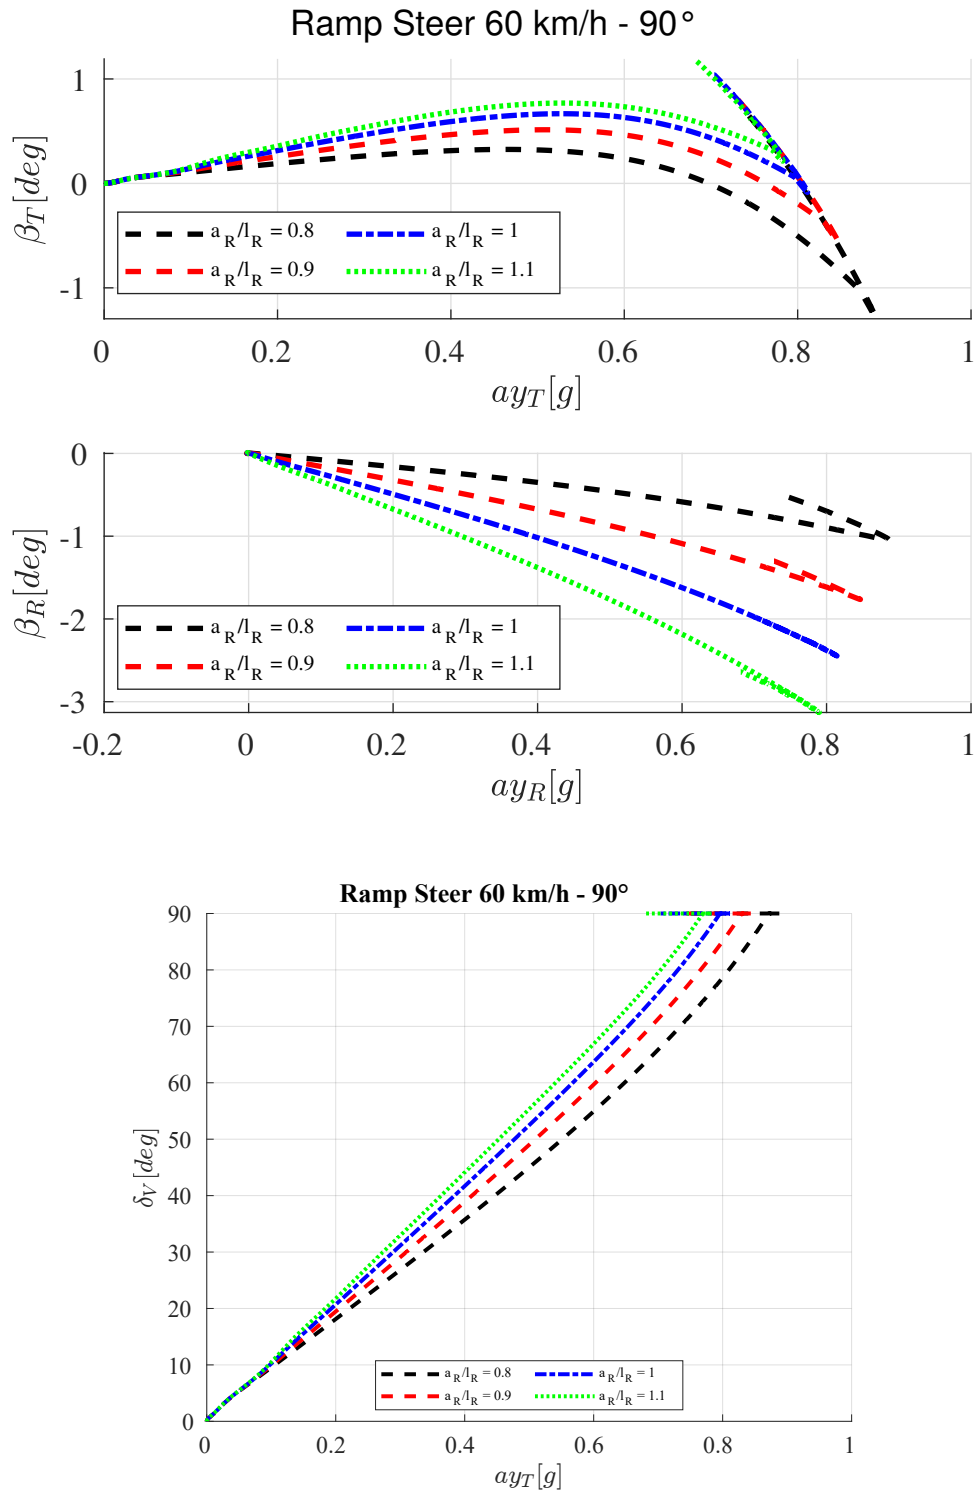 Ramp Steer 60 km/h - 90°
1
0
-1
β_T[deg]
a_R/l_R = 0.8
a_R/l_R = 1
a_R/l_R = 0.9
a_R/l_R = 1.1
0 0.2 0.4 0.6 0.8 1
ay_T[g]
0
-1
-2
-3
β_R[deg]
a_R/l_R = 0.8
a_R/l_R = 1
a_R/l_R = 0.9
a_R/l_R = 1.1
-0.2 0 0.2 0.4 0.6 0.8 1
ay_R[g]
Ramp Steer 60 km/h - 90°
90
80
70
60
50
40
30
20
10
0
δ_V[deg]
a_R/l_R = 0.8
a_R/l_R = 1
a_R/l_R = 0.9
a_R/l_R = 1.1
0 0.2 0.4 0.6 0.8 1
ay_T[g]